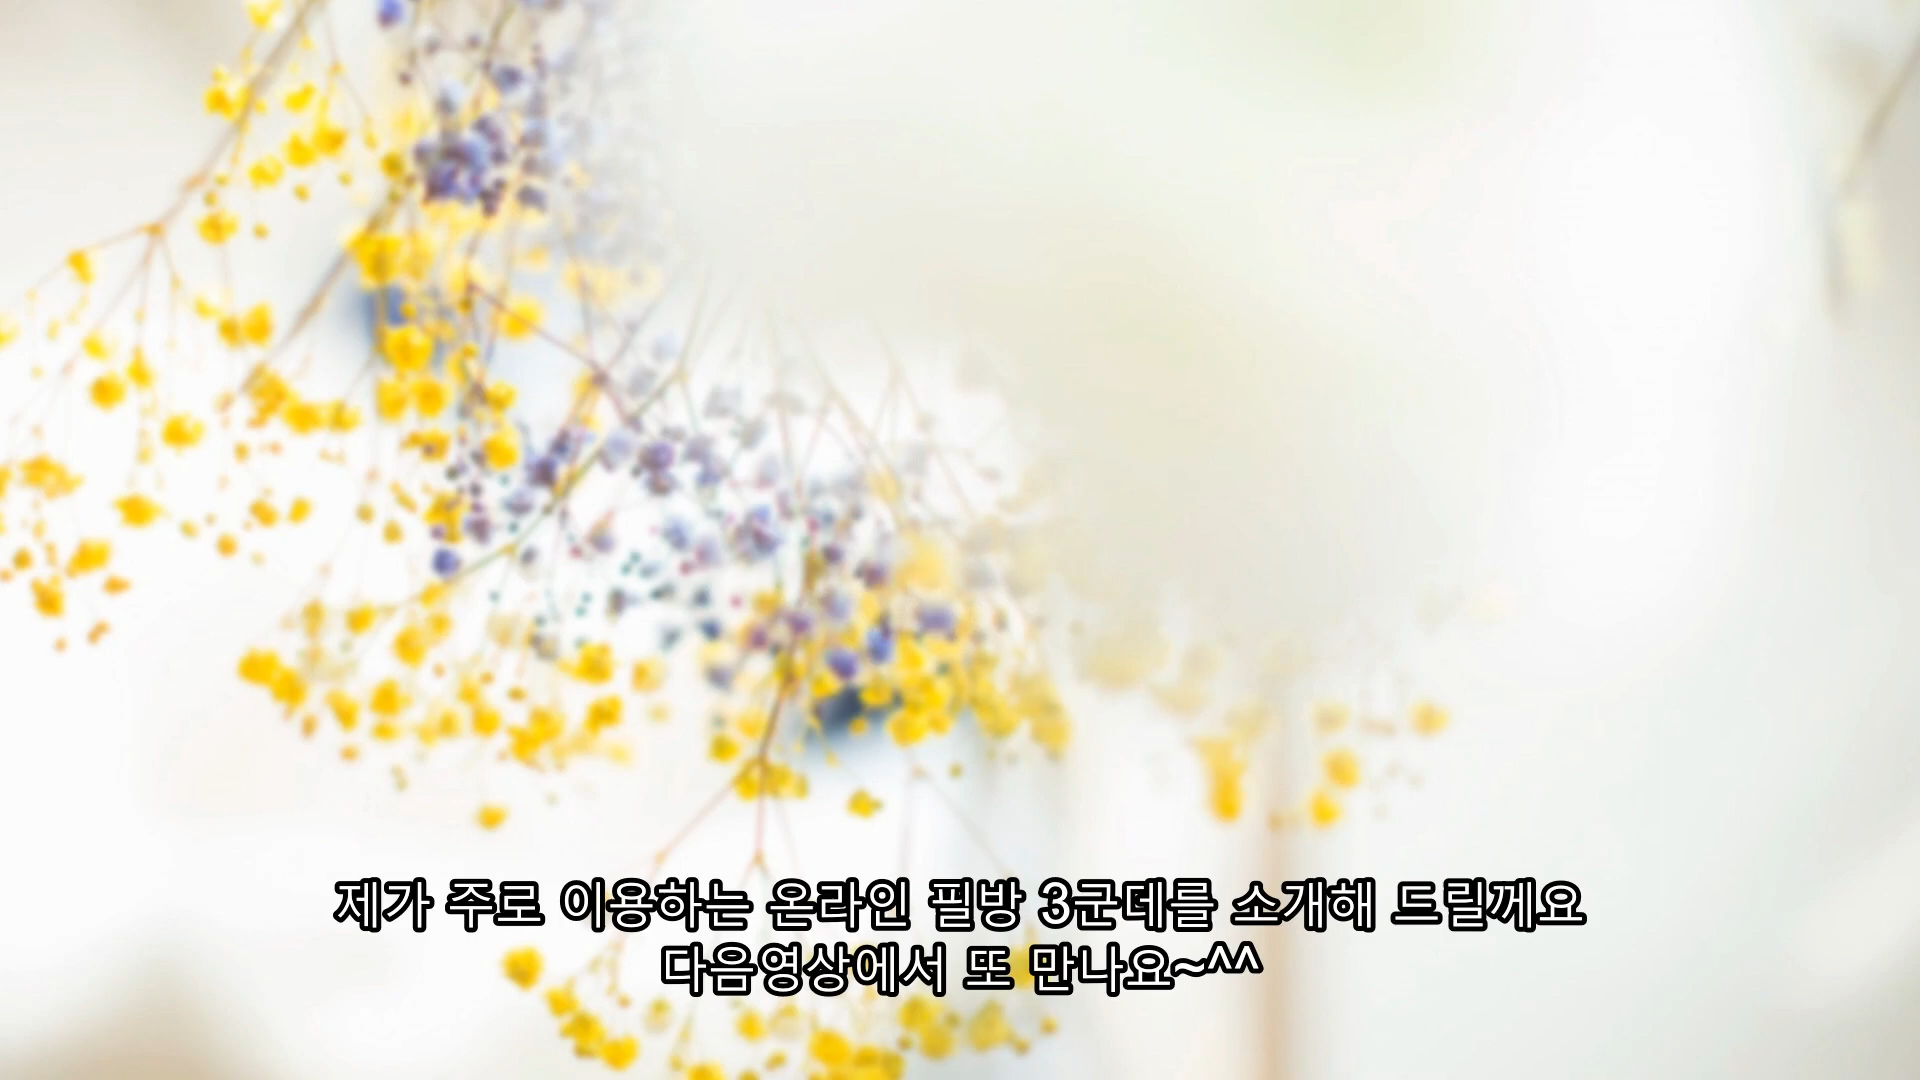 제가 주로 이용하는 온라인 필방 3군데를 소개해 드릴께요
다음영상에서 또 만나요~^^